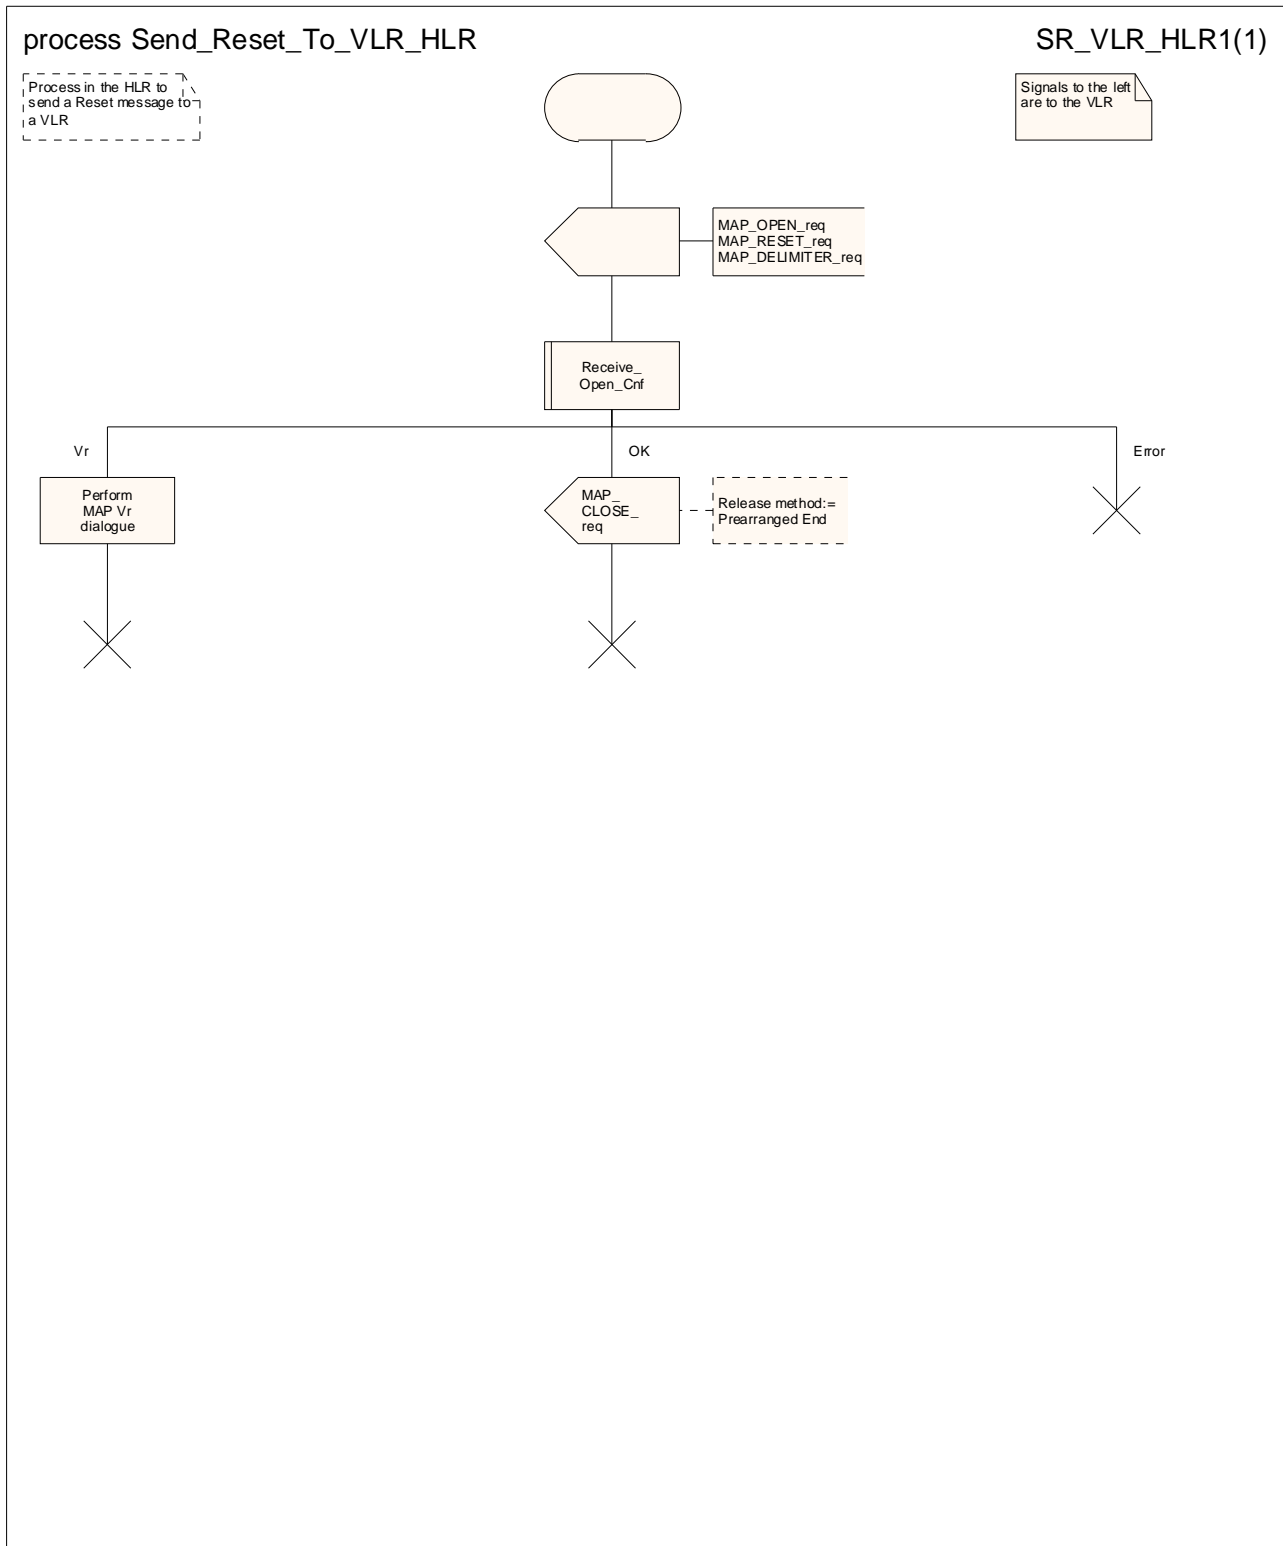 process Send_Reset_To_VLR_HLR
SR_VLR_HLR1(1)
Process in the HLR to
send a Reset message to
a VLR
Signals to the left
are to the VLR
MAP_OPEN_req
MAP_RESET_req
MAP_DELIMITER_req
Receive_
Open_Cnf
Vr
OK
Error
Perform
MAP Vr
dialogue
MAP_
CLOSE_
req
Release method:=
Prearranged End